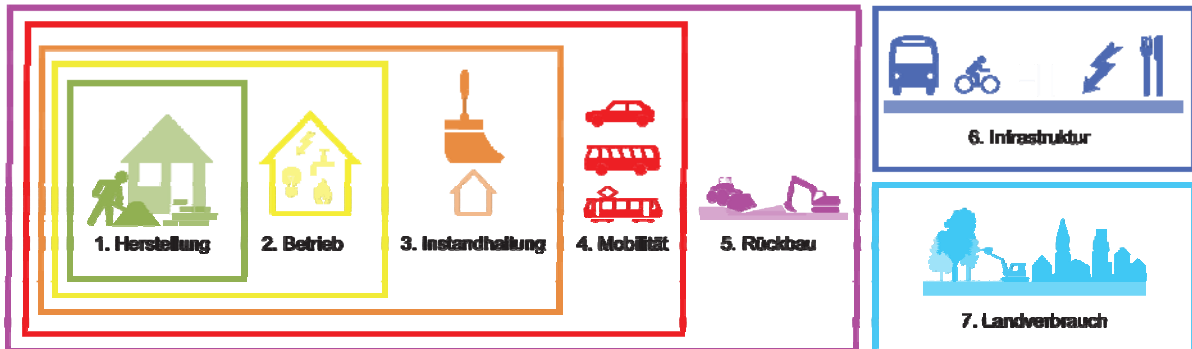 1. Herstellung
2. Betrieb
3. Instandhaltung
4. Mobilität
5. Rückbau
6. Infrastruktur
7. Landverbrauch